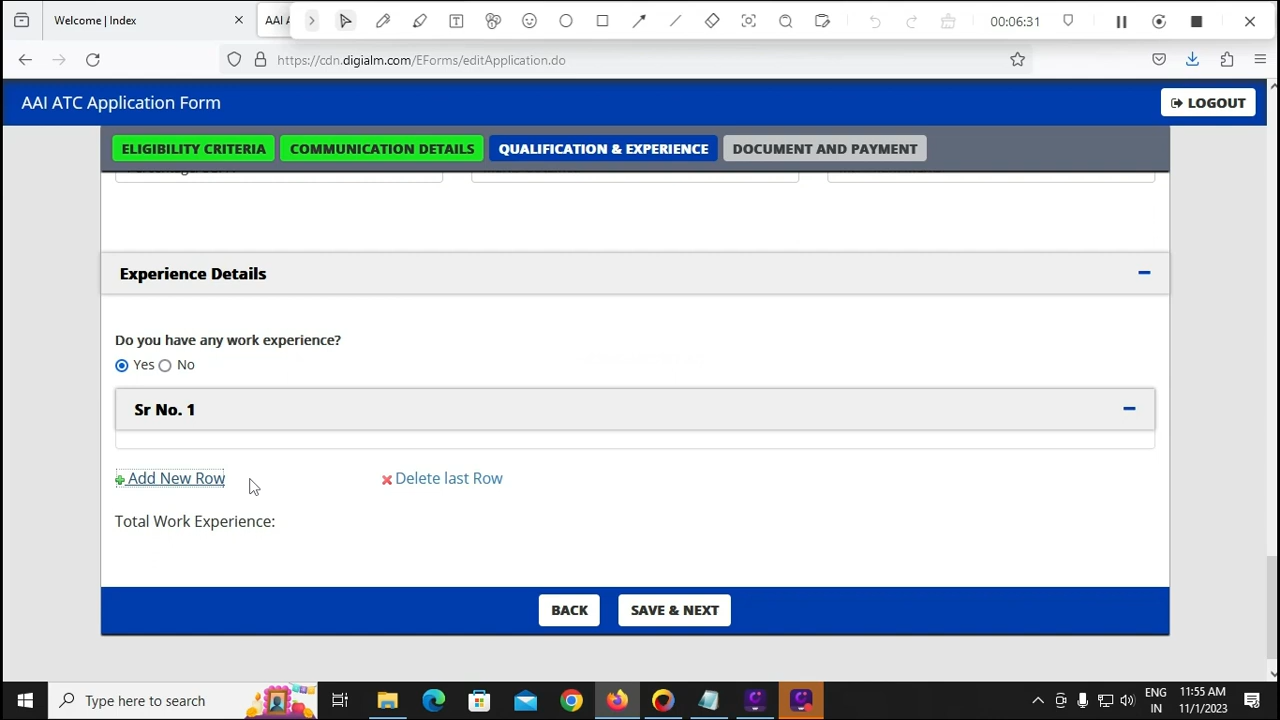 Welcome | Index
AAI A
00:06:31
https://cdn.digialm.com/EForms/editApplication.do
AAI ATC Application Form
LOGOUT
ELIGIBILITY CRITERIA
COMMUNICATION DETAILS
QUALIFICATION & EXPERIENCE
DOCUMENT AND PAYMENT
Experience Details
Do you have any work experience?
Yes No
Sr No. 1
Add New Row
Delete last Row
Total Work Experience:
BACK
SAVE & NEXT
Type here to search
ENG
IN
11:55 AM
11/1/2023